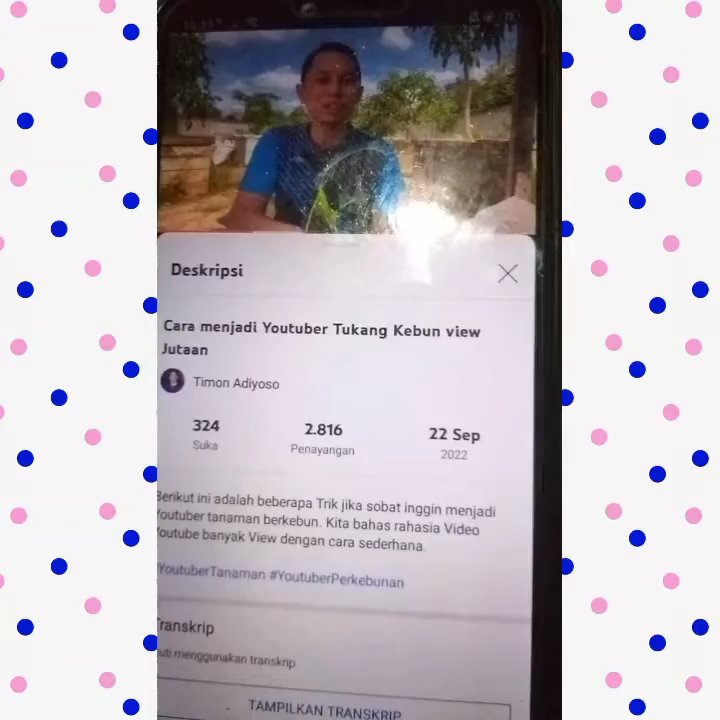 Deskripsi
Cara menjadi Youtuber Tukang Kebun view
Jutaan
Timon Adiyoso
324 2.816 22 Sep
Suka Penayangan 2022
Berikut ini adalah beberapa Trik jika sobat inggin menjadi
Youtuber tanaman berkebun. Kita bahas rahasia Video
Youtube banyak View dengan cara sederhana.
#YoutuberTanaman #YoutuberPerkebunan
Transkrip
menggunakan transkrip
TAMPILKAN TRANSKRIP